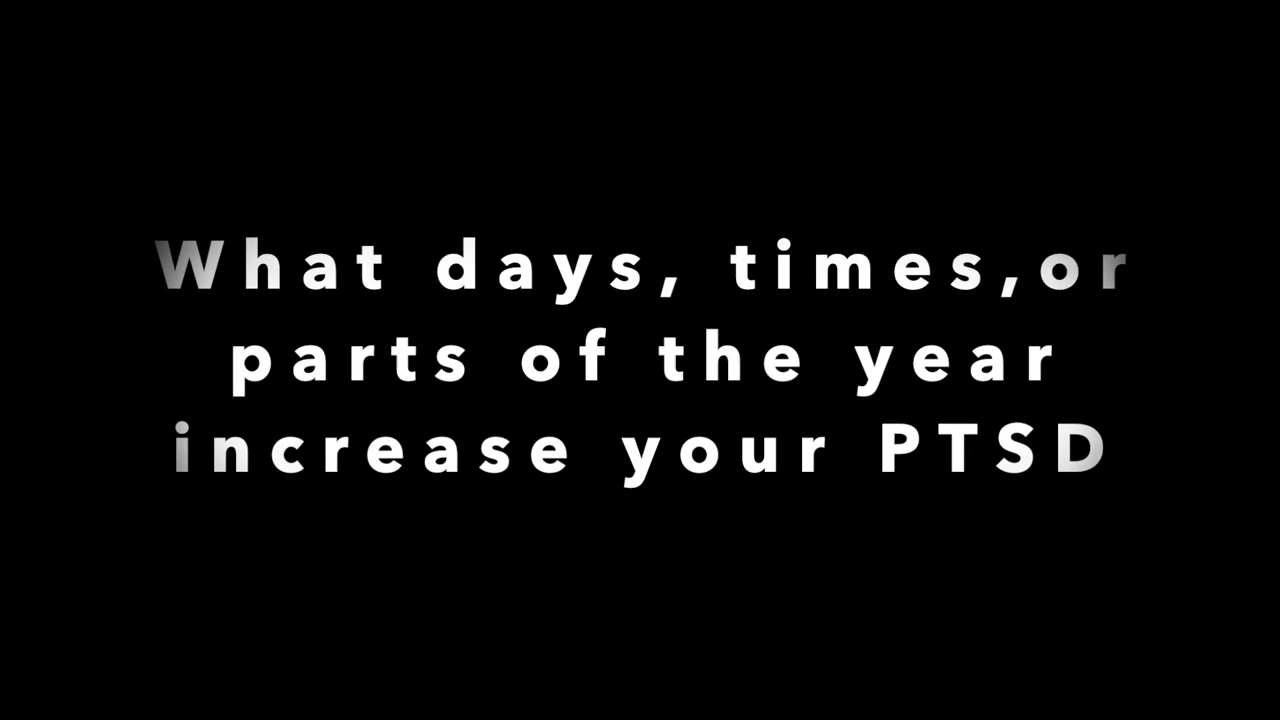 What days, times,or
parts of the year
increase your PTSD